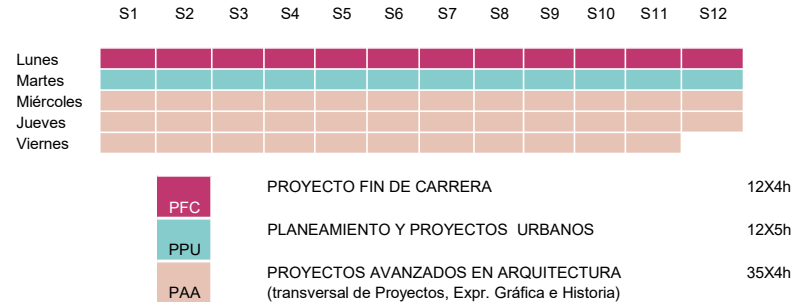 S1 S2 S3 S4 S5 S6 S7 S8 S9 S10 S11 S12
Lunes
Martes
Miércoles
Jueves
Viernes
PFC PROYECTO FIN DE CARRERA 12X4h
PPU PLANEAMIENTO Y PROYECTOS URBANOS 12X5h
PROYECTOS AVANZADOS EN ARQUITECTURA 35X4h
PAA (transversal de Proyectos, Expr. Gráfica e Historia)